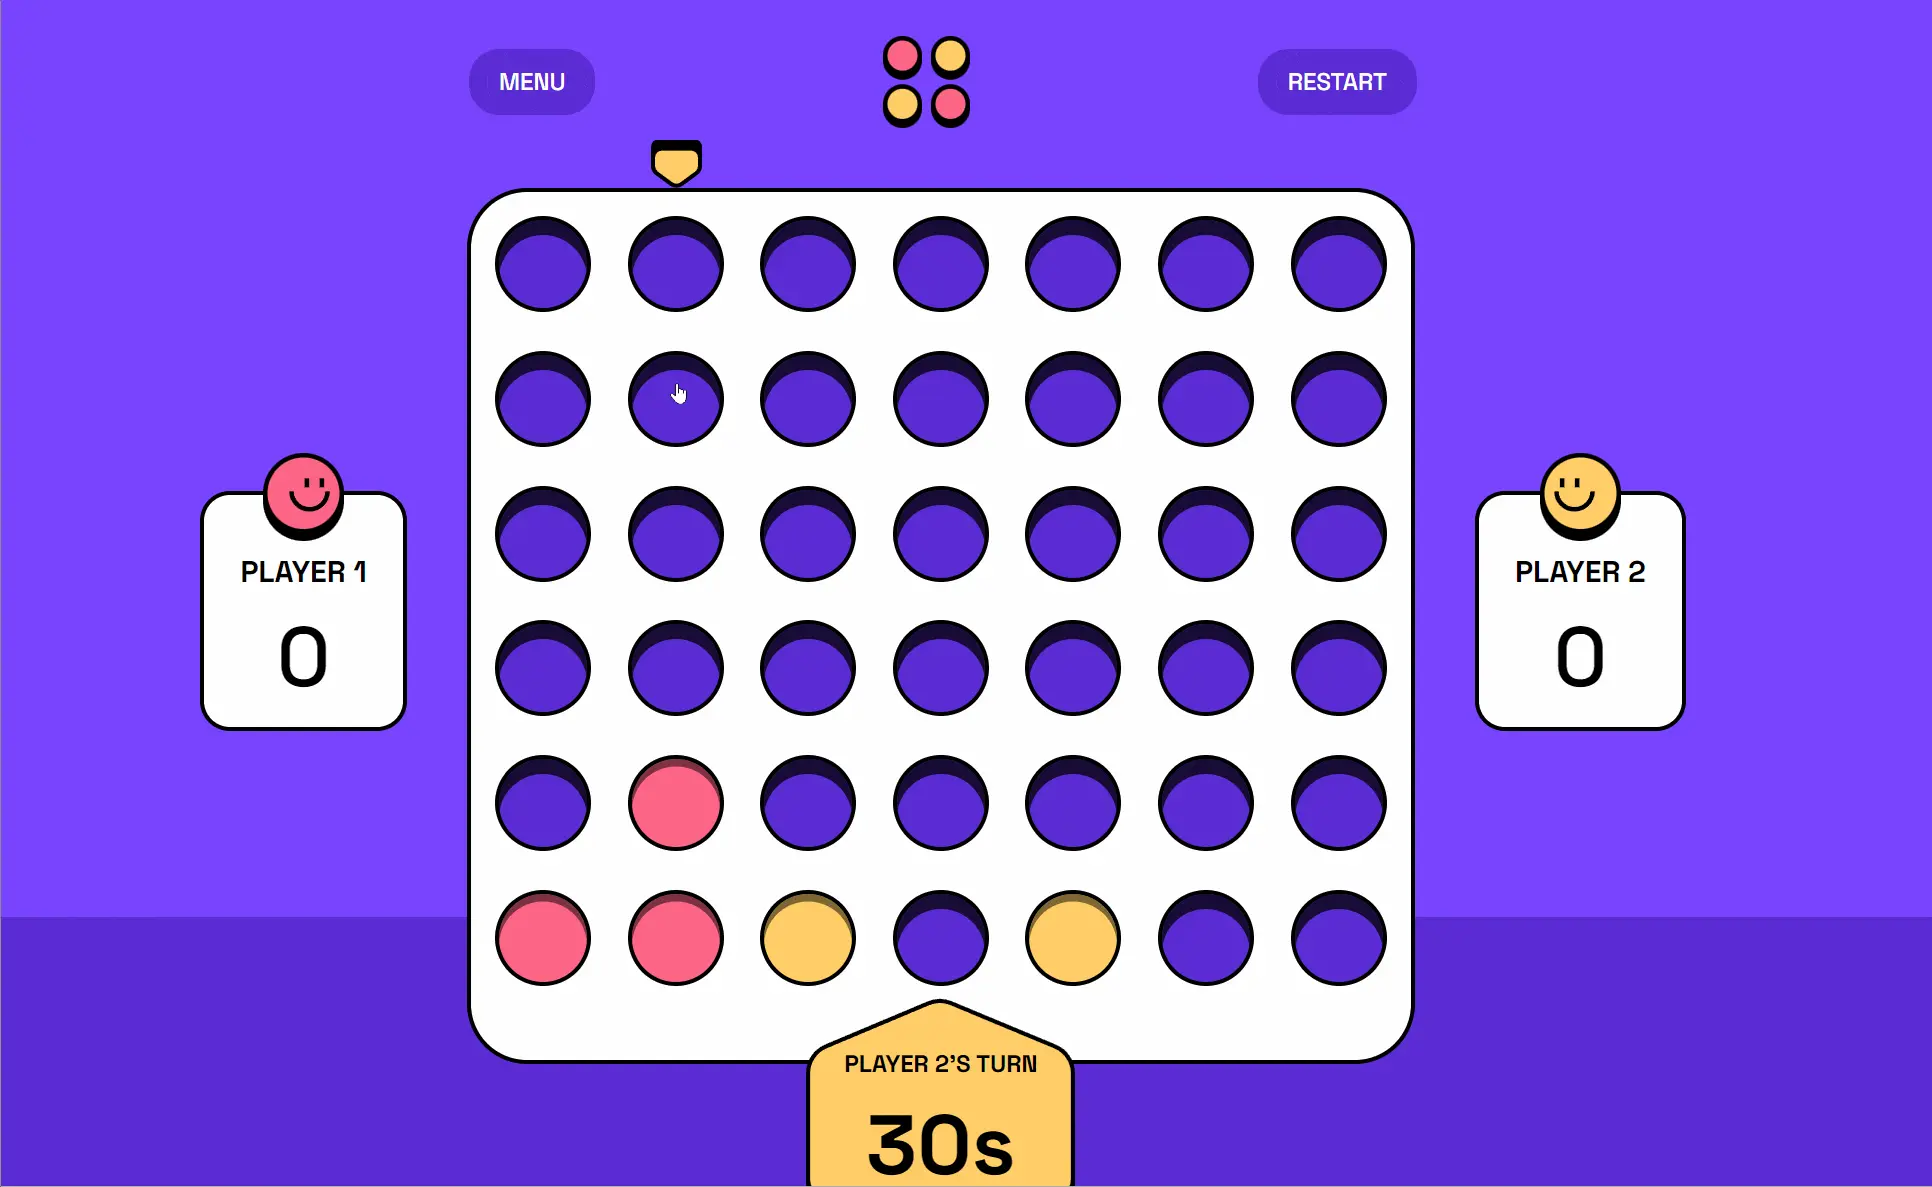 MENU
RESTART
PLAYER 1
0
PLAYER 2
0
PLAYER 2’S TURN
30s